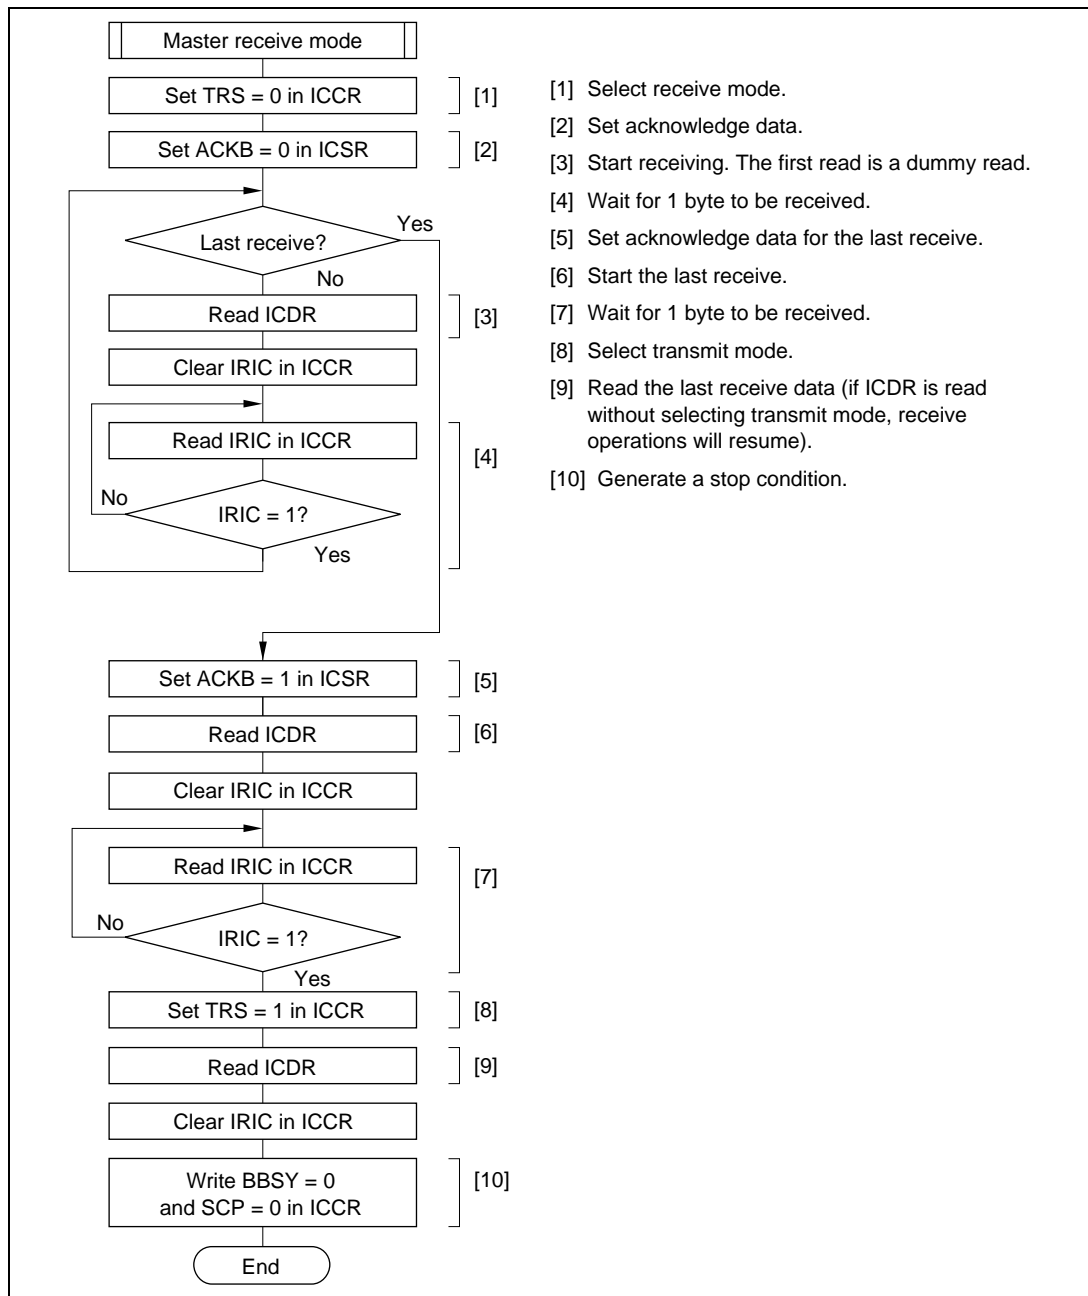 Master receive mode
Set TRS = 0 in ICCR
[1]
Set ACKB = 0 in ICSR
[2]
Last receive?
Yes
No
Read ICDR
[3]
Clear IRIC in ICCR
Read IRIC in ICCR
[4]
No
IRIC = 1?
Yes
Set ACKB = 1 in ICSR
[5]
Read ICDR
[6]
Clear IRIC in ICCR
Read IRIC in ICCR
[7]
No
IRIC = 1?
Yes
Set TRS = 1 in ICCR
[8]
Read ICDR
[9]
Clear IRIC in ICCR
Write BBSY = 0
and SCP = 0 in ICCR
[10]
End
[1] Select receive mode.
[2] Set acknowledge data.
[3] Start receiving. The first read is a dummy read.
[4] Wait for 1 byte to be received.
[5] Set acknowledge data for the last receive.
[6] Start the last receive.
[7] Wait for 1 byte to be received.
[8] Select transmit mode.
[9] Read the last receive data (if ICDR is read
without selecting transmit mode, receive
operations will resume).
[10] Generate a stop condition.